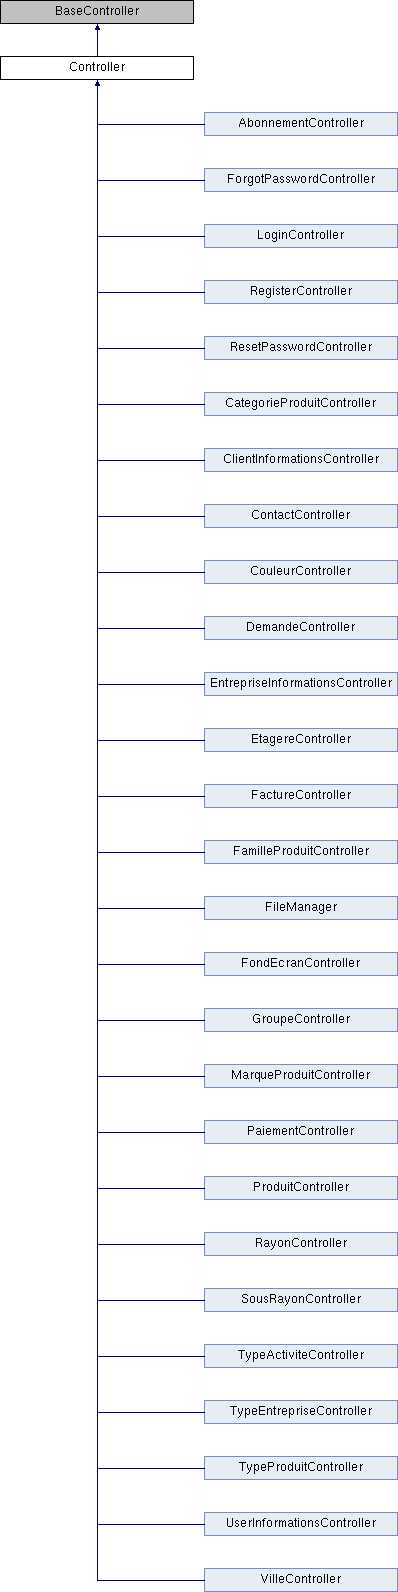 BaseController
Controller
AbonnementController
ForgotPasswordController
LoginController
RegisterController
ResetPasswordController
CategorieProduitController
ClientInformationsController
ContactController
CouleurController
DemandeController
EntrepriseInformationsController
EtagereController
FactureController
FamilleProduitController
FileManager
FondEcranController
GroupeController
MarqueProduitController
PaiementController
ProduitController
RayonController
SousRayonController
TypeActiviteController
TypeEntrepriseController
TypeProduitController
UserInformationsController
VilleController